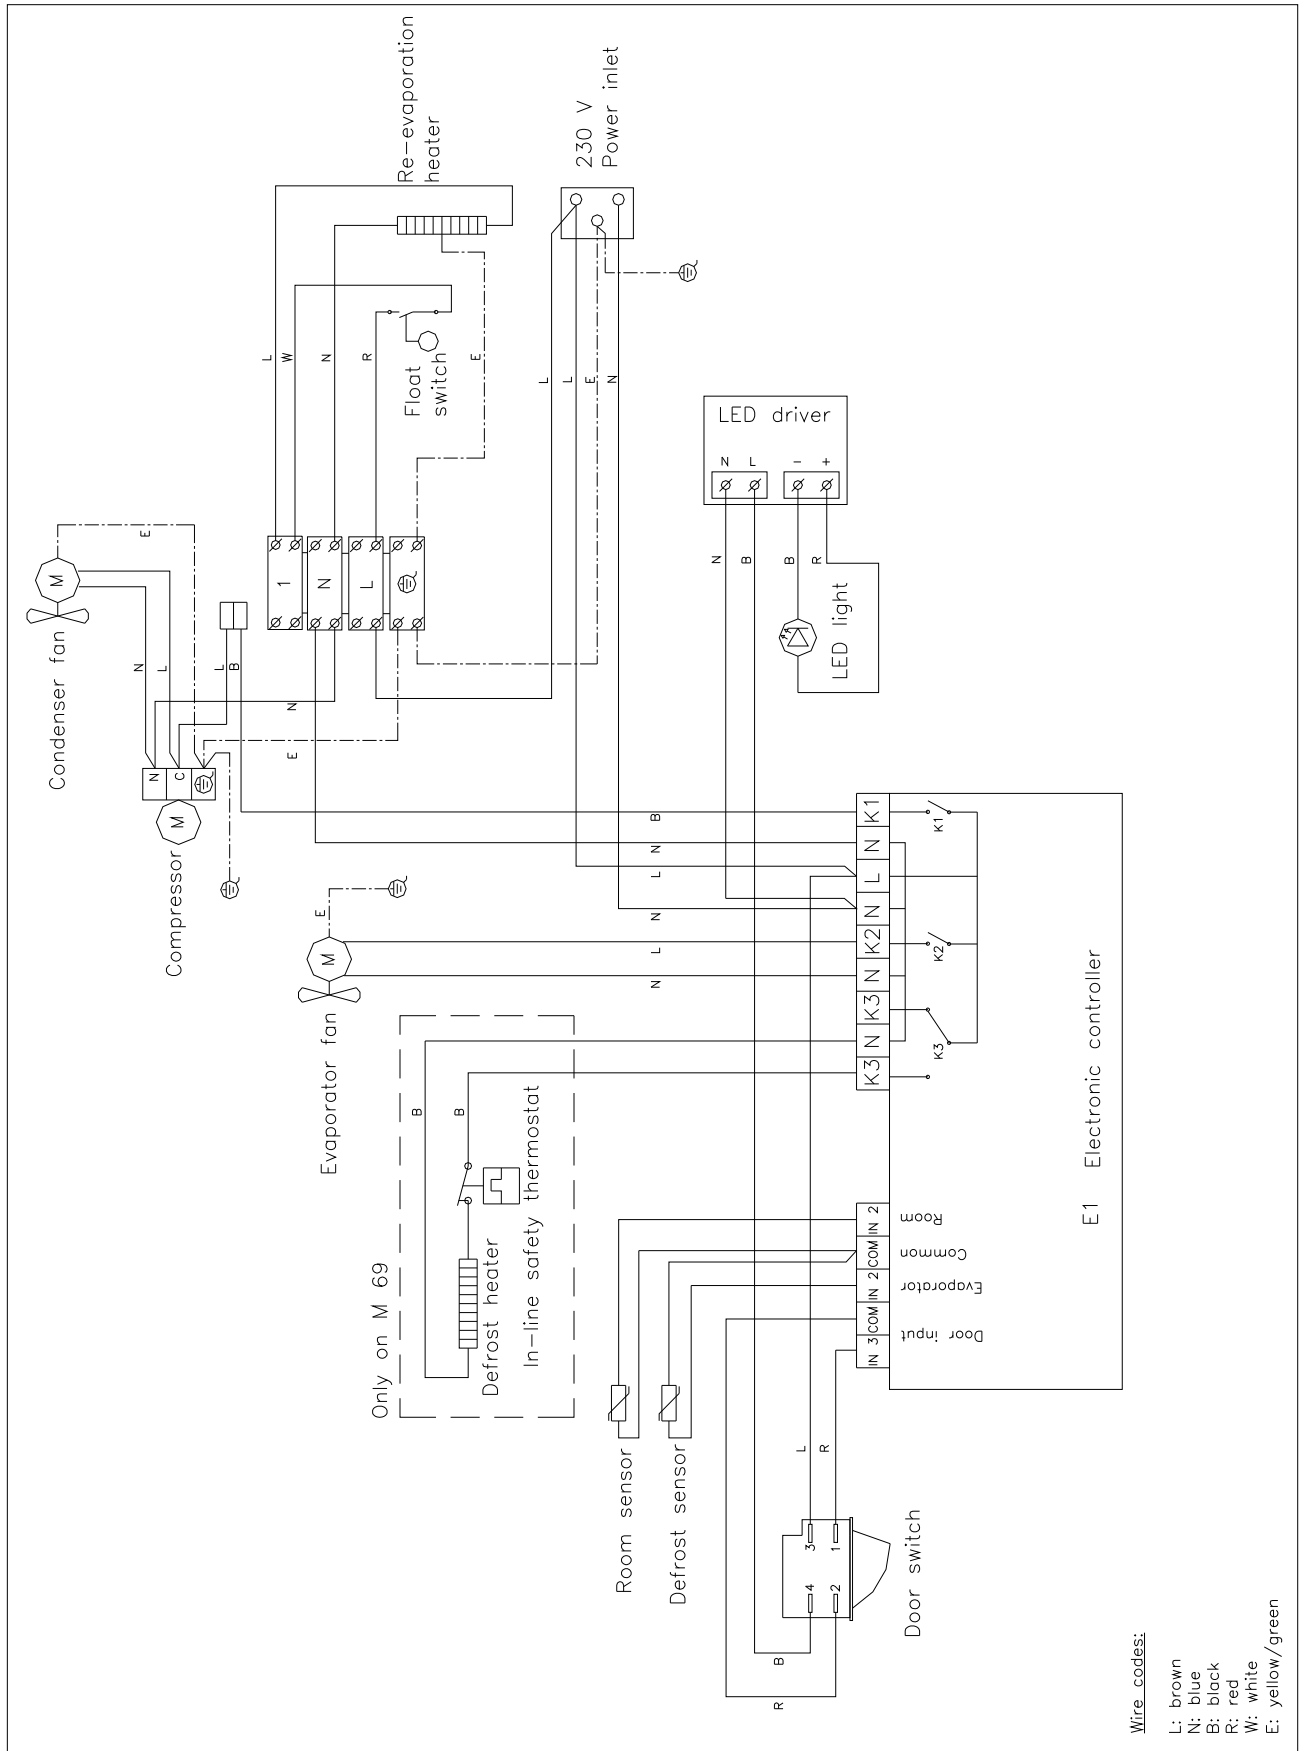 Re-evaporation
heater
230 V
Power inlet
L
W
N
R
E
Float
switch
L
L
E
N
LED driver
N
L
-
+
N
B
B
R
LED light
1
N
L
M
E
Condenser fan
N
L
L
B
N
E
N
C
M
Compressor
B
N
L
N
L
N
E
M
Evaporator fan
Only on M 69
B
B
Defrost heater
In-line safety thermostat
K1
N
L
N
K2
N
K3
N
K3
K1
K2
K3
E1 Electronic controller
IN 2
COM
IN 2
COM
IN 3
Room
Common
Evaporator
Door input
Room sensor
Defrost sensor
L
R
3
1
4
2
Door switch
B
R
Wire codes:
L: brown
N: blue
B: black
R: red
W: white
E: yellow/green